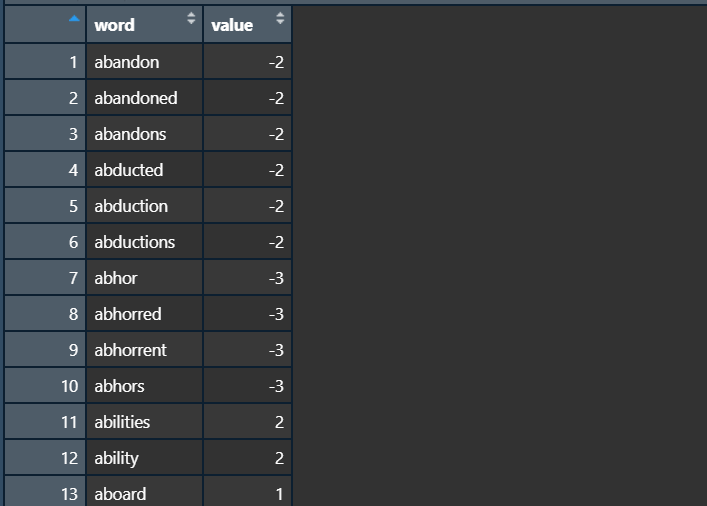 word value
1 abandon -2
2 abandoned -2
3 abandons -2
4 abducted -2
5 abduction -2
6 abductions -2
7 abhor -3
8 abhorred -3
9 abhorrent -3
10 abhors -3
11 abilities 2
12 ability 2
13 aboard 1